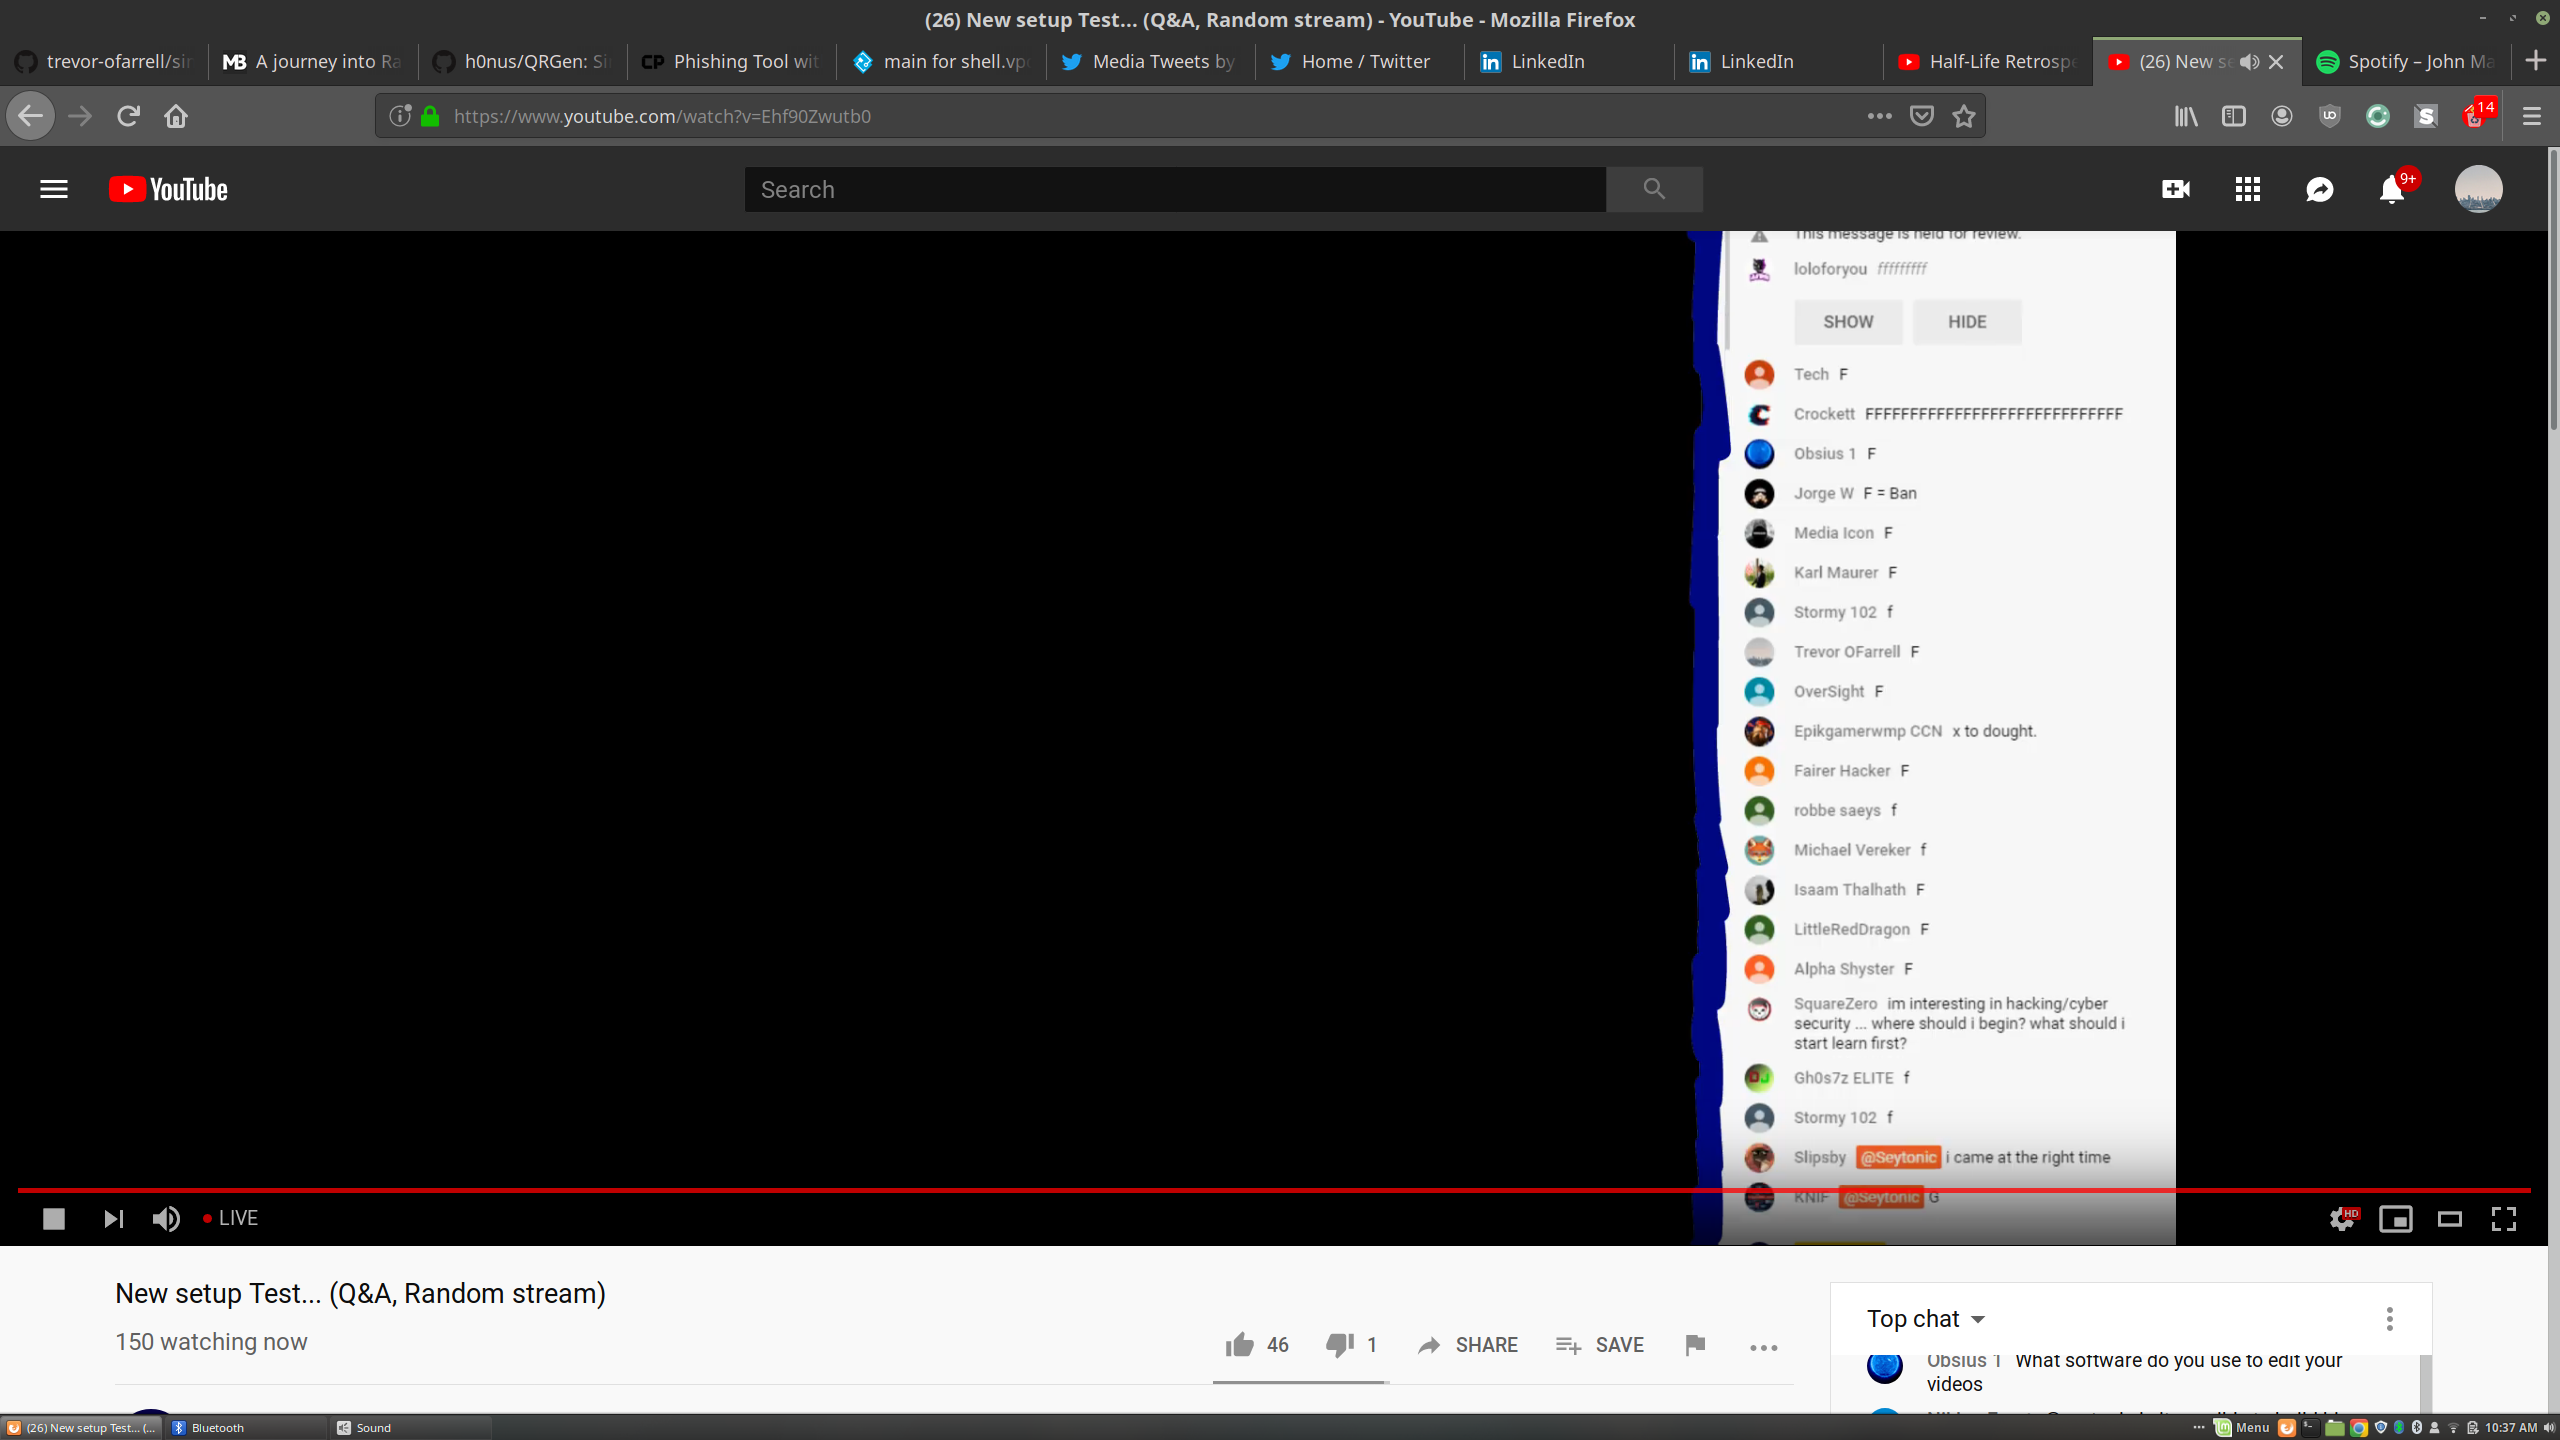 (26) New setup Test... (Q&A, Random stream) - YouTube - Mozilla Firefox
trevor-ofarrell/sir
MB A journey into Ra
h0nus/QRGen: Si
CP Phishing Tool wit
main for shell.vpc
Media Tweets by
Home / Twitter
LinkedIn
LinkedIn
Half-Life Retrospe
(26) New se
Spotify – John Ma
https://www.youtube.com/watch?v=Ehf90Zwutb0
14
YouTube
Search
9+
This message is held for review.
loloforyou fffffffff
SHOW HIDE
Tech F
Crockett FFFFFFFFFFFFFFFFFFFFFFFFFFFFF
Obsius 1 F
Jorge W F = Ban
Media Icon F
Karl Maurer F
Stormy 102 f
Trevor OFarrell F
OverSight F
Epikgamerwmp CCN x to dought.
Fairer Hacker F
robbe saeys f
Michael Vereker f
Isaam Thalhath F
LittleRedDragon F
Alpha Shyster F
SquareZero im interesting in hacking/cyber
security ... where should i begin? what should i
start learn first?
Gh0s7z ELITE f
Stormy 102 f
Slipsby @Seytonic i came at the right time
KNIF @Seytonic G
LIVE
HD
New setup Test... (Q&A, Random stream)
150 watching now
46 1 SHARE SAVE
Top chat
Obsius 1 What software do you use to edit your
videos
(26) New setup Test... (...
Bluetooth
Sound
Menu
10:37 AM